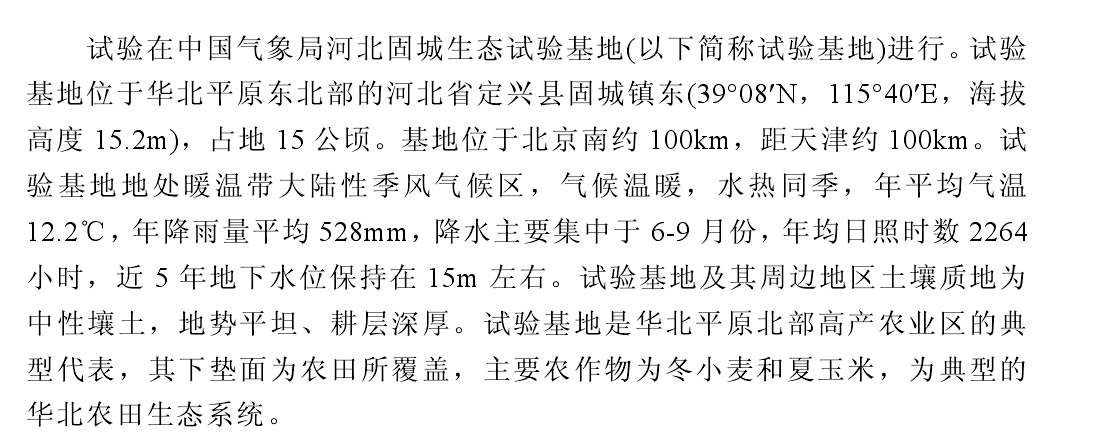 试验在中国气象局河北固城生态试验基地(以下简称试验基地)进行。试验
基地位于华北平原东北部的河北省定兴县固城镇东(39°08′N，115°40′E，海拔
高度 15.2m)，占地 15 公顷。基地位于北京南约 100km，距天津约 100km。试
验基地地处暖温带大陆性季风气候区，气候温暖，水热同季，年平均气温
12.2℃，年降雨量平均 528mm，降水主要集中于 6-9 月份，年均日照时数 2264
小时，近 5 年地下水位保持在 15m 左右。试验基地及其周边地区土壤质地为
中性壤土，地势平坦、耕层深厚。试验基地是华北平原北部高产农业区的典
型代表，其下垫面为农田所覆盖，主要农作物为冬小麦和夏玉米，为典型的
华北农田生态系统。